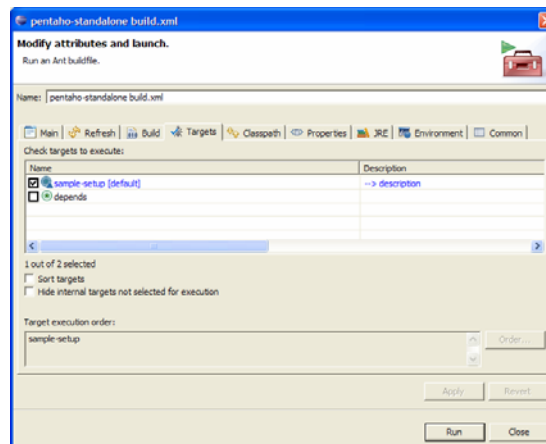 pentaho-standalone build.xml
Modify attributes and launch.
Run an Ant buildfile.
Name: pentaho-standalone build.xml
Main Refresh Build Targets Classpath Properties JRE Environment Common
Check targets to execute:
Name Description
sample-setup [default] --> description
depends
1 out of 2 selected
Sort targets
Hide internal targets not selected for execution
Target execution order:
sample-setup
Order...
Apply Revert
Run Close